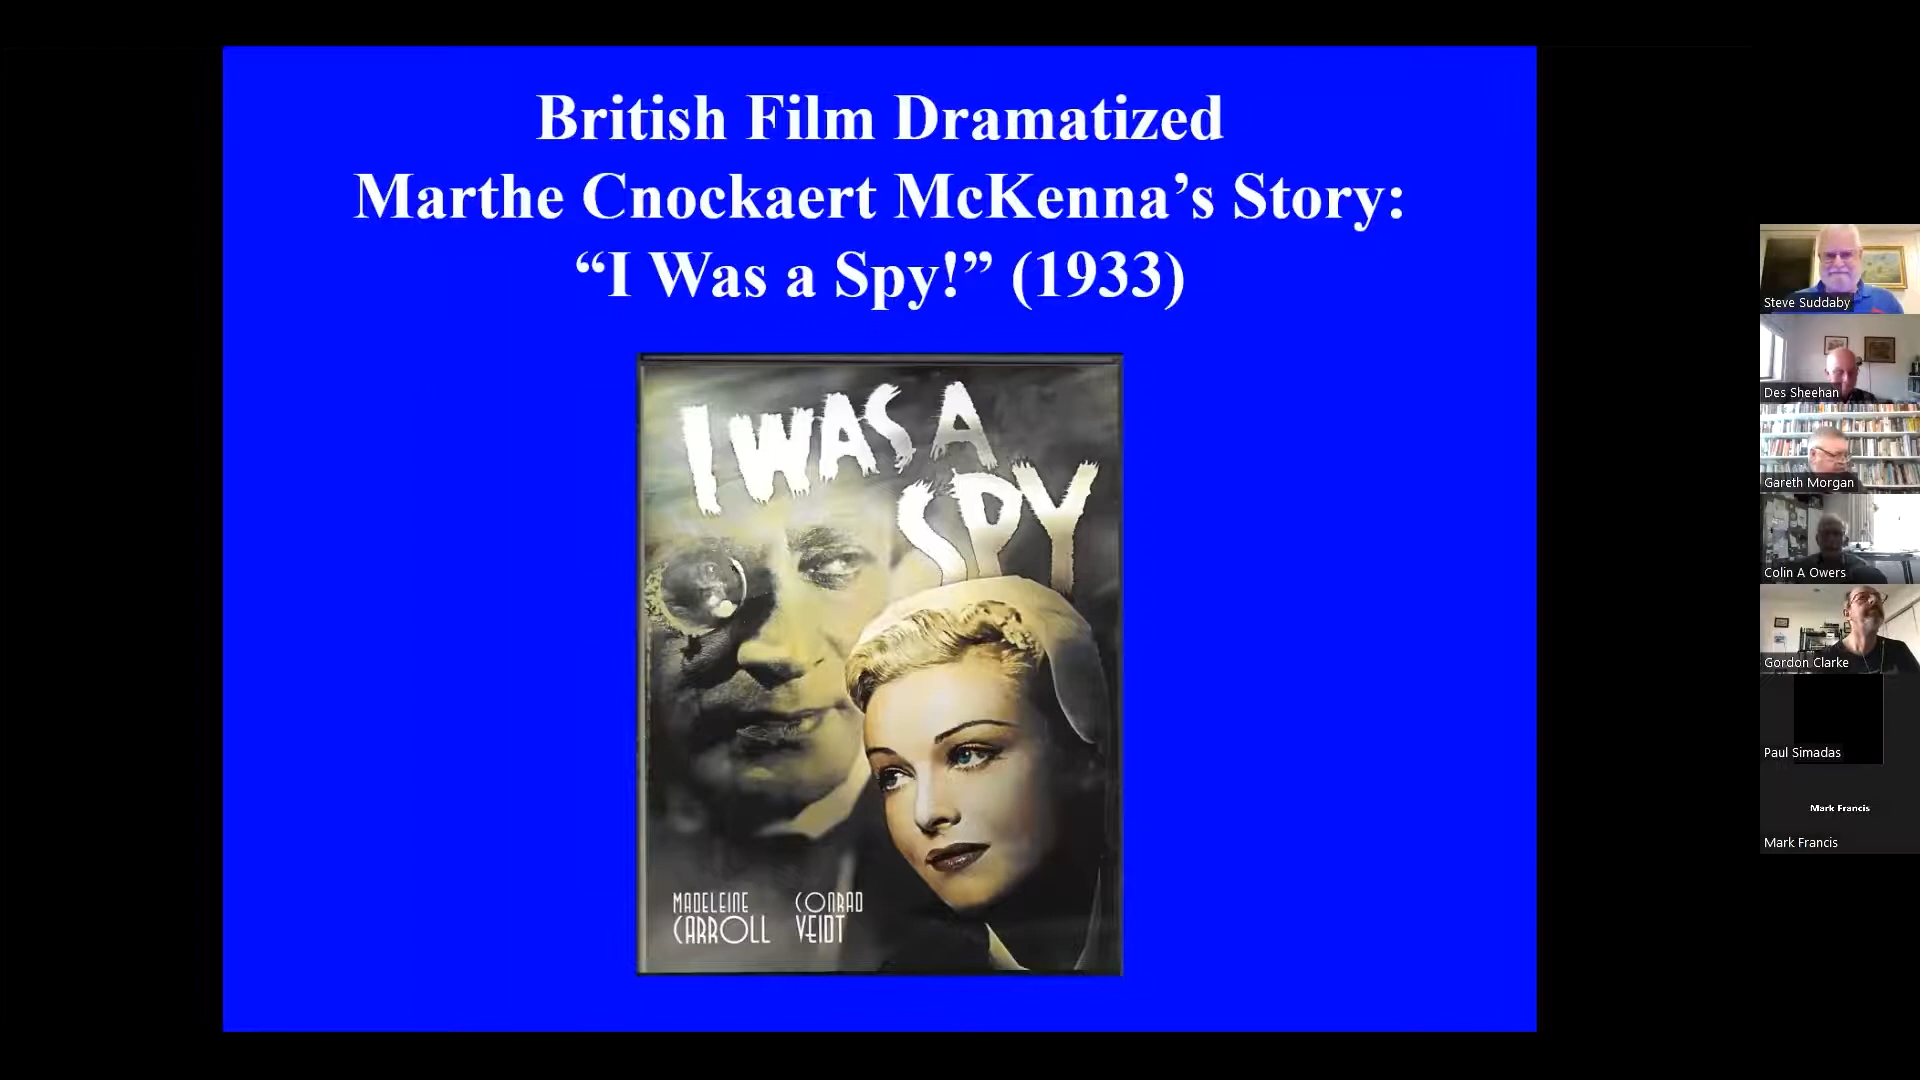 British Film Dramatized
Marthe Cnockaert McKenna’s Story:
“I Was a Spy!” (1933)
I WAS A
SPY
MADELEINE
CARROLL
CONRAD
VEIDT
Steve Suddaby
Des Sheehan
Gareth Morgan
Colin A Owers
Gordon Clarke
Paul Simadas
Mark Francis
Mark Francis